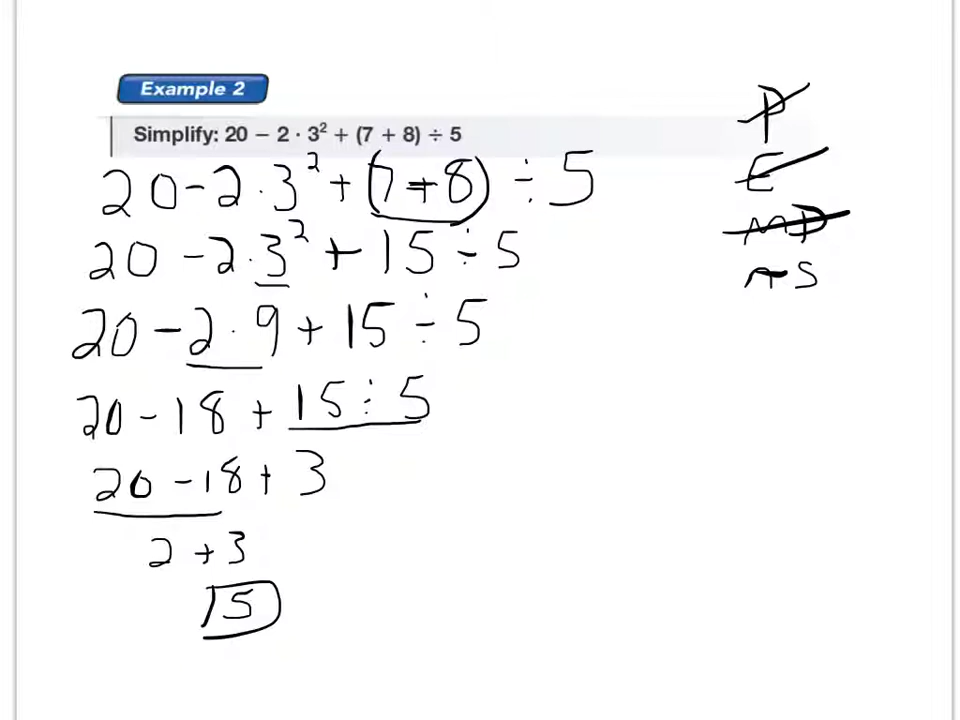 Example 2
Simplify: 20 − 2 · 3² + (7 + 8) ÷ 5
20 - 2 · 3² + (7 + 8) ÷ 5
20 - 2 · 3² + 15 ÷ 5
20 - 2 · 9 + 15 ÷ 5
20 - 18 + 15 ÷ 5
20 - 18 + 3
2 + 3
5
P
E
MD
AS